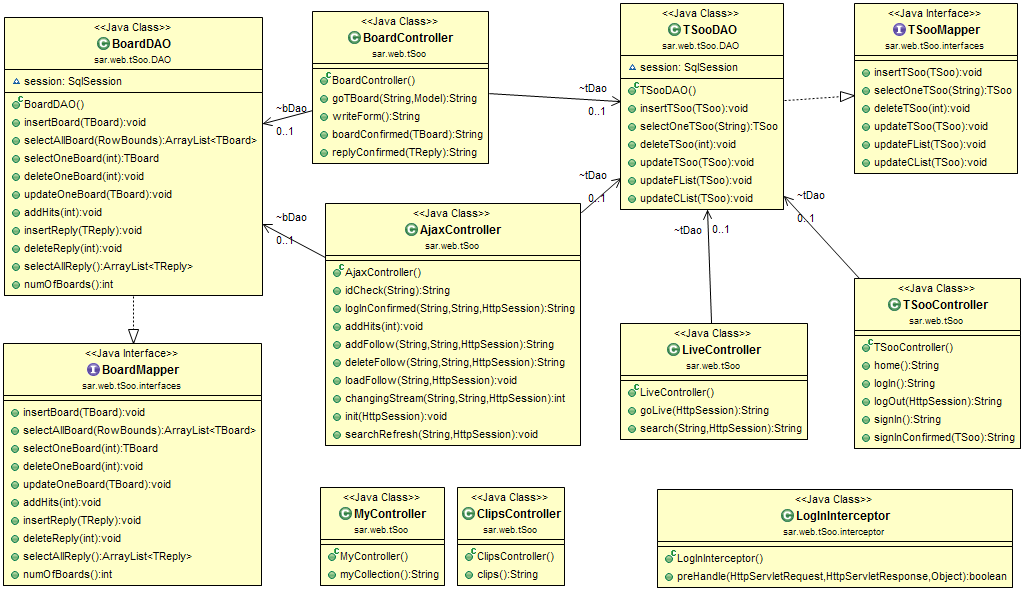 <<Java Class>>
BoardDAO
sar.web.tSoo.DAO
session: SqlSession
BoardDAO()
insertBoard(TBoard):void
selectAllBoard(RowBounds):ArrayList<TBoard>
selectOneBoard(int):TBoard
deleteOneBoard(int):void
updateOneBoard(TBoard):void
addHits(int):void
insertReply(TReply):void
deleteReply(int):void
selectAllReply():ArrayList<TReply>
numOfBoards():int
<<Java Class>>
BoardController
sar.web.tSoo
BoardController()
goTBoard(String,Model):String
writeForm():String
boardConfirmed(TBoard):String
replyConfirmed(TReply):String
~bDao
0..1
~tDao
0..1
<<Java Class>>
TSooDAO
sar.web.tSoo.DAO
session: SqlSession
TSooDAO()
insertTSoo(TSoo):void
selectOneTSoo(String):TSoo
deleteTSoo(int):void
updateTSoo(TSoo):void
updateFList(TSoo):void
updateCList(TSoo):void
<<Java Interface>>
TSooMapper
sar.web.tSoo.interfaces
insertTSoo(TSoo):void
selectOneTSoo(String):TSoo
deleteTSoo(int):void
updateTSoo(TSoo):void
updateFList(TSoo):void
updateCList(TSoo):void
~tDao
0..1
~bDao
0..1
~tDao
0..1
~tDao
0..1
<<Java Class>>
AjaxController
sar.web.tSoo
AjaxController()
idCheck(String):String
logInConfirmed(String,String,HttpSession):String
addHits(int):void
addFollow(String,String,HttpSession):String
deleteFollow(String,String,HttpSession):String
loadFollow(String,HttpSession):void
changingStream(String,String,HttpSession):int
init(HttpSession):void
searchRefresh(String,HttpSession):void
<<Java Class>>
LiveController
sar.web.tSoo
LiveController()
goLive(HttpSession):String
search(String,HttpSession):String
<<Java Class>>
TSooController
sar.web.tSoo
TSooController()
home():String
logIn():String
logOut(HttpSession):String
signIn():String
signInConfirmed(TSoo):String
<<Java Interface>>
BoardMapper
sar.web.tSoo.interfaces
insertBoard(TBoard):void
selectAllBoard(RowBounds):ArrayList<TBoard>
selectOneBoard(int):TBoard
deleteOneBoard(int):void
updateOneBoard(TBoard):void
addHits(int):void
insertReply(TReply):void
deleteReply(int):void
selectAllReply():ArrayList<TReply>
numOfBoards():int
<<Java Class>>
MyController
sar.web.tSoo
MyController()
myCollection():String
<<Java Class>>
ClipsController
sar.web.tSoo
ClipsController()
clips():String
<<Java Class>>
LogInInterceptor
sar.web.tSoo.interceptor
LogInInterceptor()
preHandle(HttpServletRequest,HttpServletResponse,Object):boolean